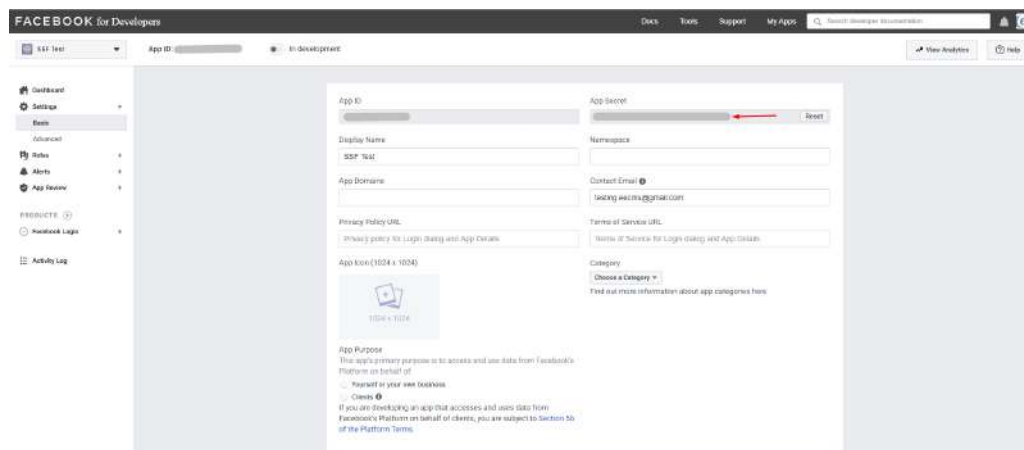 FACEBOOK for Developers
Docs
Tools
Support
My Apps
Search developer documentation
SSF Test
App ID:
In development
View Analytics
Help
Dashboard
Settings
Basic
Advanced
Roles
Alerts
App Review
PRODUCTS
Facebook Login
Activity Log
App ID
App Secret
Reset
Display Name
Namespace
SSF Test
App Domains
Contact Email
testing.eecms@gmail.com
Privacy Policy URL
Terms of Service URL
Privacy policy for Login dialog and App Details
Terms of Service for Login dialog and App Details
App Icon (1024 x 1024)
Category
Choose a Category
Find out more information about app categories here
1024 x 1024
App Purpose
This app's primary purpose is to access and use data from Facebook's
Platform on behalf of:
Yourself or your own business
Clients
If you are developing an app that accesses and uses data from
Facebook's Platform on behalf of clients, you are subject to Section 5b
of the Platform Terms.